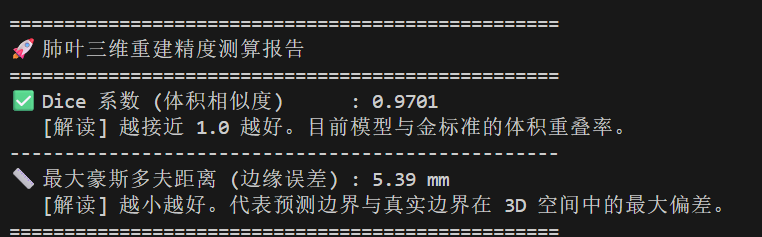 ==================================================
🚀 肺叶三维重建精度测算报告
==================================================
✅ Dice 系数 (体积相似度)      : 0.9701
   [解读] 越接近 1.0 越好。目前模型与金标准的体积重叠率。
--------------------------------------------------
📏 最大豪斯多夫距离 (边缘误差) : 5.39 mm
   [解读] 越小越好。代表预测边界与真实边界在 3D 空间中的最大偏差。
==================================================